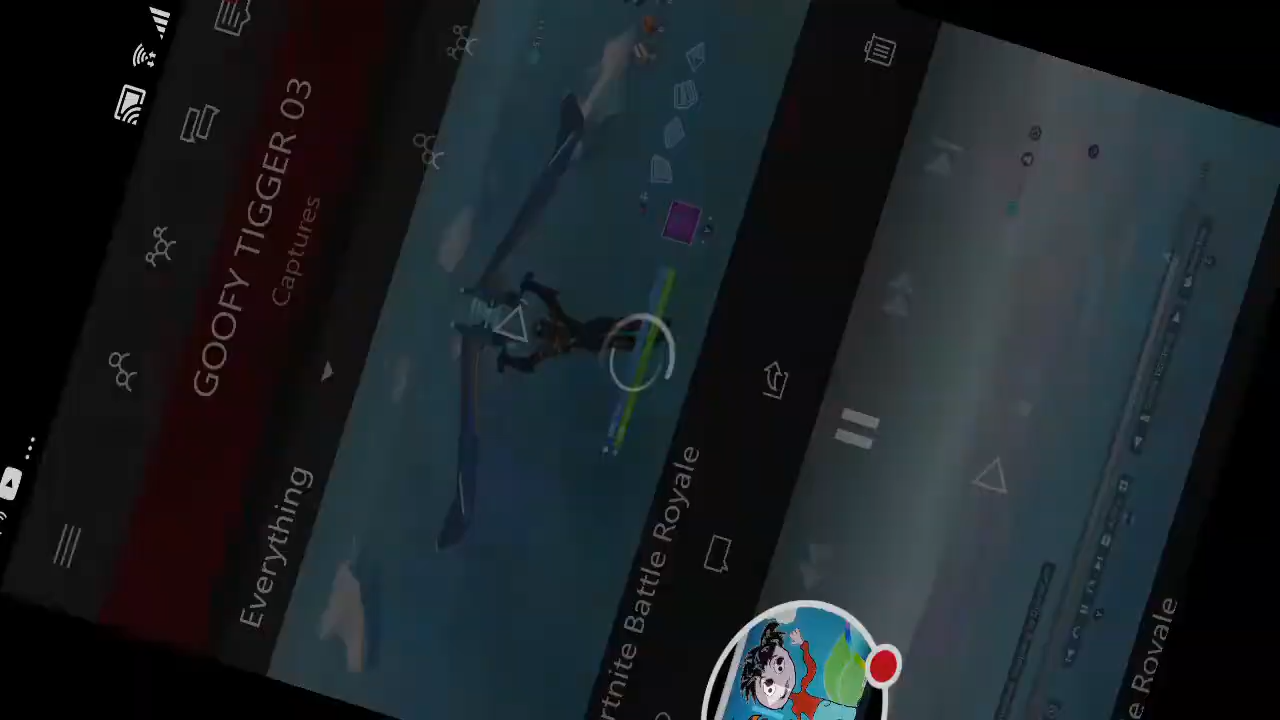 GOOFY TIGGER 03
Captures
Everything
rtnite Battle Royale
e Royale